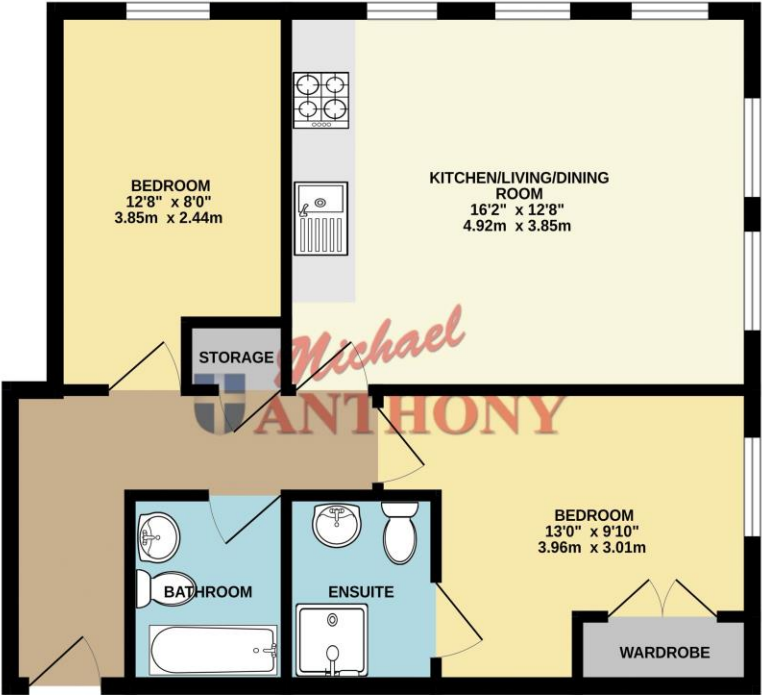 BEDROOM
12'8" x 8'0"
3.85m x 2.44m
KITCHEN/LIVING/DINING
ROOM
16'2" x 12'8"
4.92m x 3.85m
STORAGE
Michael
ANTHONY
BEDROOM
13'0" x 9'10"
3.96m x 3.01m
BATHROOM
ENSUITE
WARDROBE